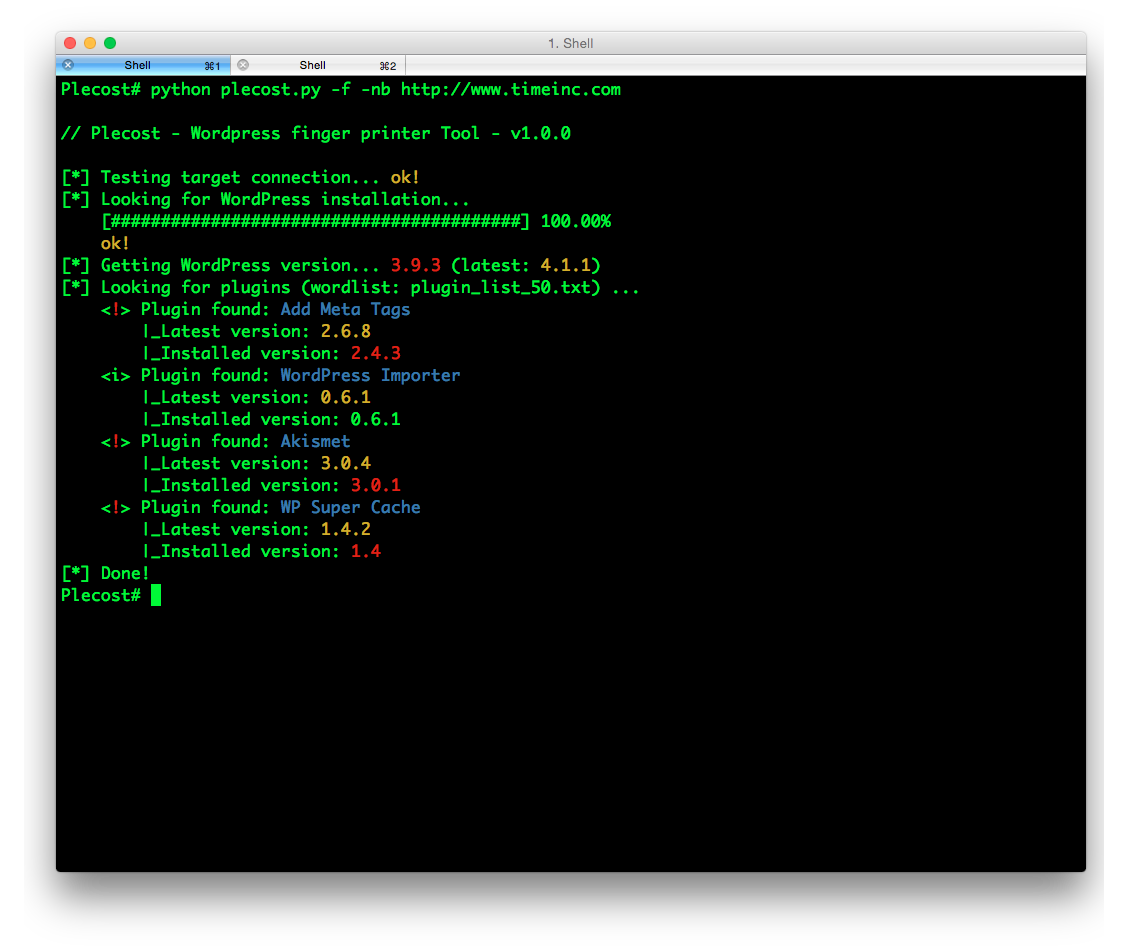 1. Shell
Shell ⌘1 Shell ⌘2
Plecost# python plecost.py -f -nb http://www.timeinc.com
// Plecost - Wordpress finger printer Tool - v1.0.0
[*] Testing target connection... ok!
[*] Looking for WordPress installation...
[#########################################] 100.00%
ok!
[*] Getting WordPress version... 3.9.3 (latest: 4.1.1)
[*] Looking for plugins (wordlist: plugin_list_50.txt) ...
<!> Plugin found: Add Meta Tags
|_Latest version: 2.6.8
|_Installed version: 2.4.3
<i> Plugin found: WordPress Importer
|_Latest version: 0.6.1
|_Installed version: 0.6.1
<!> Plugin found: Akismet
|_Latest version: 3.0.4
|_Installed version: 3.0.1
<!> Plugin found: WP Super Cache
|_Latest version: 1.4.2
|_Installed version: 1.4
[*] Done!
Plecost#